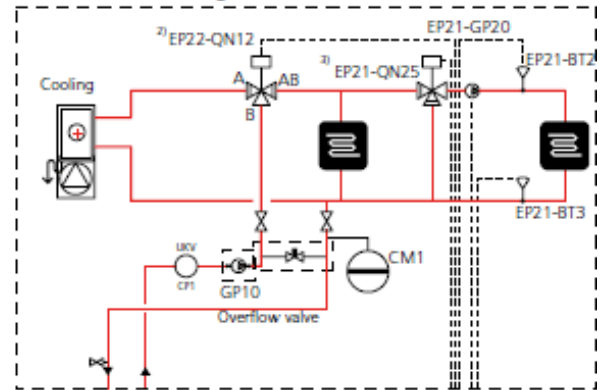 EP21-GP20
2) EP22-QN12
3) EP21-QN25
EP21-BT2
Cooling
A
AB
B
EP21-BT3
UKV
CP1
GP10
CM1
Overflow valve